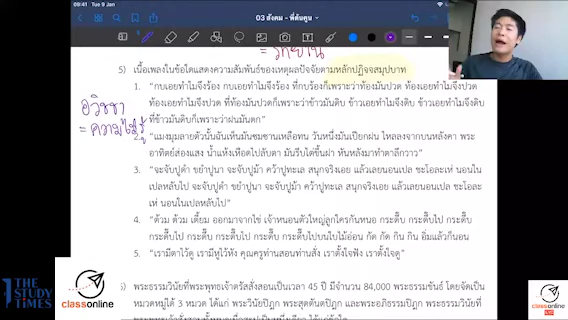 09:41 Tue 9 Jan
03 สังคม - พี่ต้นคูน
5) เนื้อเพลงในข้อใดแสดงความสัมพันธ์ของเหตุผลปัจจัยตามหลักปฏิจจสมุปบาท
1. "กบเอยทำไมจึงร้อง กบเอยทำไมจึงร้อง ที่กบร้องก็เพราะว่าท้องมันปวด ท้องเอยทำไมจึงปวด
ท้องเอยทำไมจึงปวด ที่ท้องมันปวดก็เพราะว่าข้าวมันดิบ ข้าวเอยทำไมจึงดิบ ข้าวเอยทำไมจึงดิบ
ที่ข้าวมันดิบก็เพราะว่าฝนมันตก"
อวิชชา
= ความไม่รู้
2. "แมงมุมลายตัวนั้นฉันเห็นมันซมซานเหลือทน วันหนึ่งมันเปียกฝน ไหลลงจากบนหลังคา พระ
อาทิตย์ส่องแสง น้ำแห้งเหือดไปลับตา มันรีบไต่ขึ้นฝา หันหลังมาทำตาลุกวาว"
3. "จะจับปูดำ ขยำปูนา จะจับปูม้า คว้าปูทะเล สนุกจริงเอย แล้วเลยนอนเปล ชะโอละเห่ นอนใน
เปลหลับไป จะจับปูดำ ขยำปูนา จะจับปูม้า คว้าปูทะเล สนุกจริงเอย แล้วเลยนอนเปล ชะโอละ
เห่ นอนในเปลหลับไป"
4. "ต้วม ต้วม เตี้ยม ออกมาจากไข่ เจ้าหนอนตัวใหญ่ลูกใครกันหนอ กระดึ๊บ กระดึ๊บไป กระดึ๊บ
กระดึ๊บไป กระดึ๊บ กระดึ๊บไป กระดึ๊บ กระดึ๊บไปบนใบไม้อ่อน กัด กัด กิน กิน อิ่มแล้วก็นอน
5. "เรามีตาไว้ดู เรามีหูไว้ฟัง คุณครูท่านสอนท่านสั่ง เราตั้งใจฟัง เราตั้งใจดู"
พระธรรมวินัยที่พระพุทธเจ้าตรัสสั่งสอนเป็นเวลา 45 ปี มีจำนวน 84,000 พระธรรมขันธ์ โดยจัดเป็น
หมวดหมู่ได้ 3 หมวด ได้แก่ พระวินัยปิฎก พระสุตตันตปิฎก และพระอภิธรรมปิฎก พระธรรมวินัยที่
THE
STUDY
TIMES
classonline
classonline